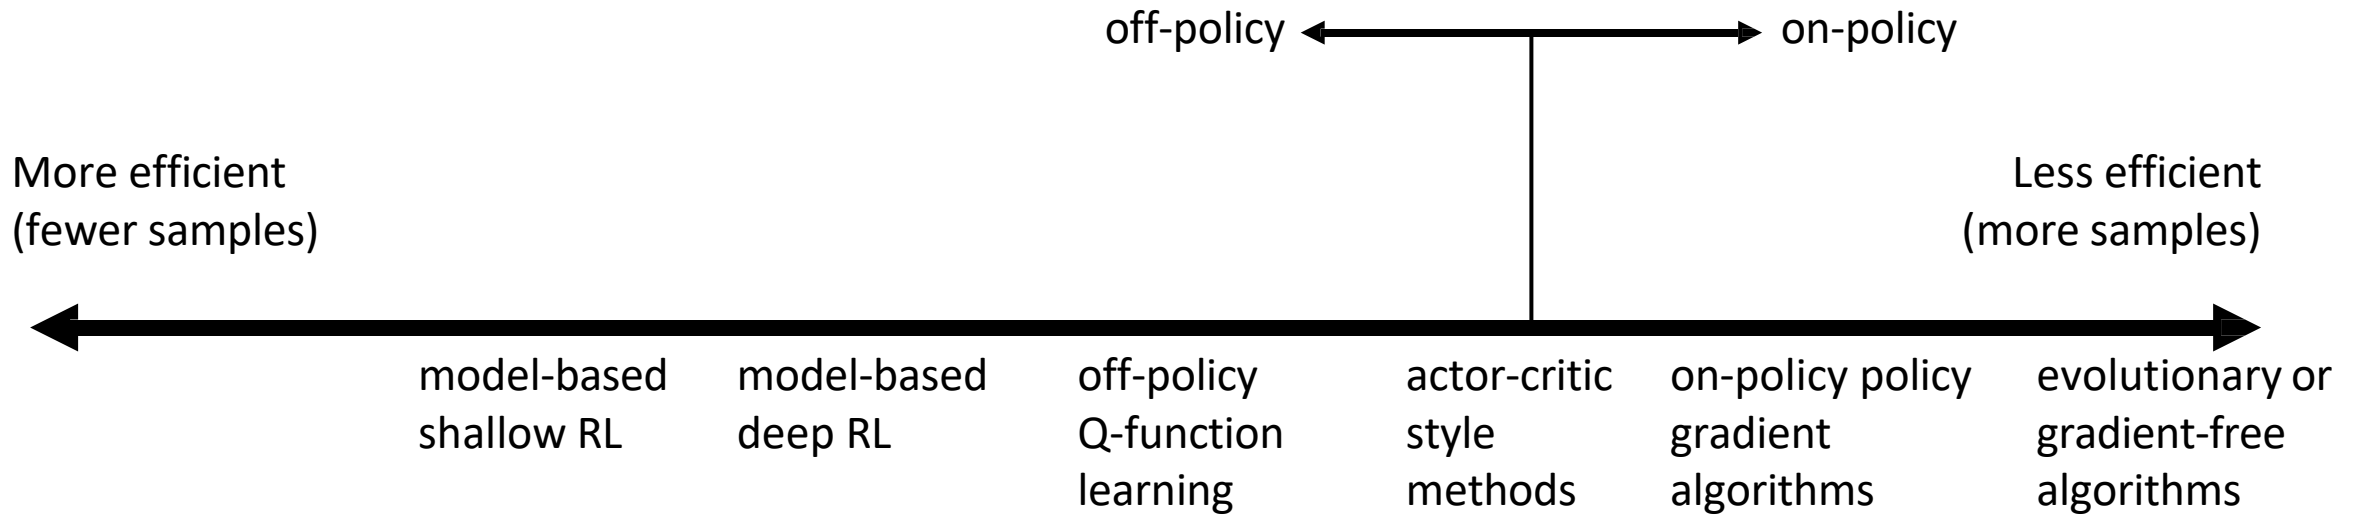 off-policy
on-policy
More efficient
(fewer samples)
Less efficient
(more samples)
model-based
shallow RL
model-based
deep RL
off-policy
Q-function
learning
actor-critic
style
methods
on-policy policy
gradient
algorithms
evolutionary or
gradient-free
algorithms